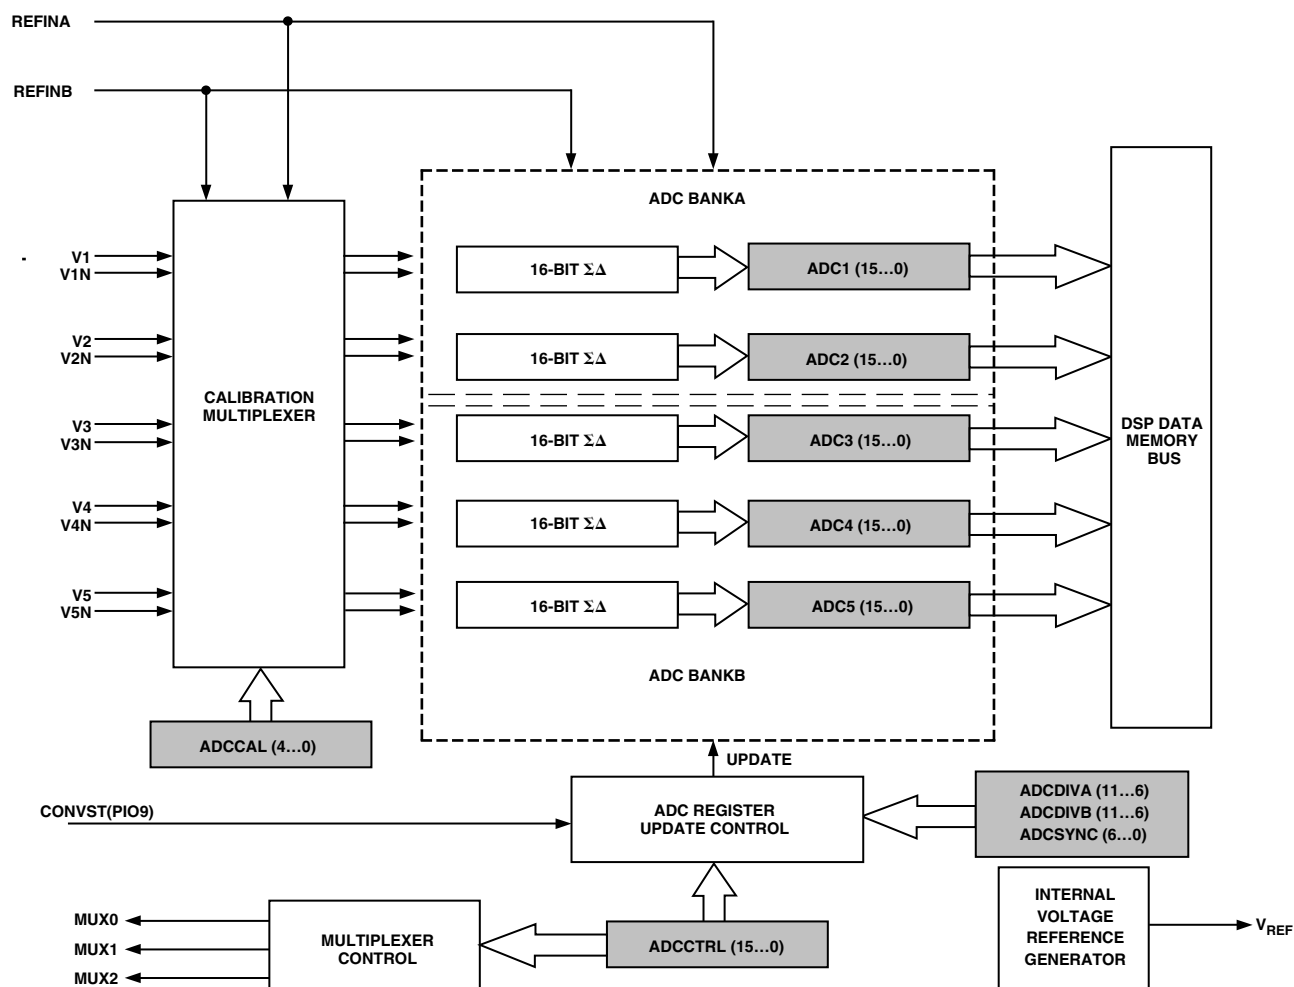 REFINA
REFINB
ADC BANKA
V1
V1N
16-BIT ΣΔ
ADC1 (15...0)
V2
V2N
16-BIT ΣΔ
ADC2 (15...0)
CALIBRATION
MULTIPLEXER
V3
V3N
16-BIT ΣΔ
ADC3 (15...0)
DSP DATA
MEMORY
BUS
V4
V4N
16-BIT ΣΔ
ADC4 (15...0)
V5
V5N
16-BIT ΣΔ
ADC5 (15...0)
ADC BANKB
ADCCAL (4...0)
UPDATE
CONVST(PIO9)
ADC REGISTER
UPDATE CONTROL
ADCDIVA (11...6)
ADCDIVB (11...6)
ADCSYNC (6...0)
MUX0
MUX1
MUX2
MULTIPLEXER
CONTROL
ADCCTRL (15...0)
INTERNAL
VOLTAGE
REFERENCE
GENERATOR
VREF